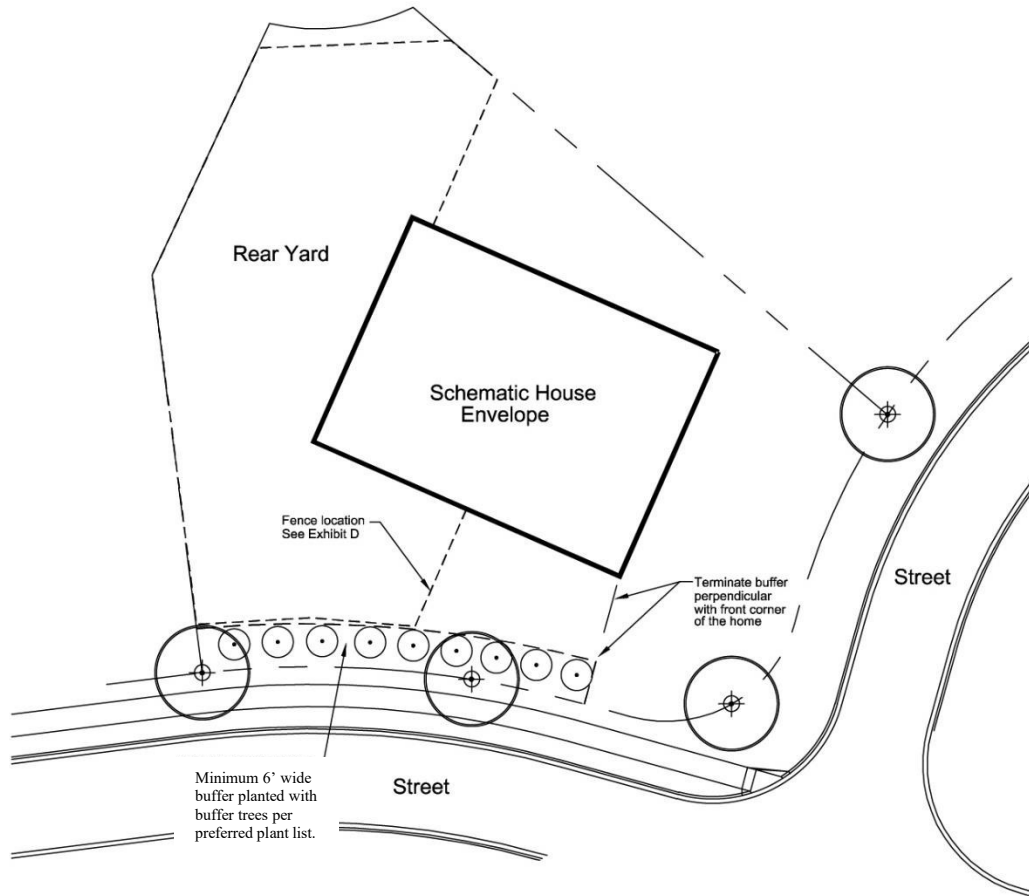 Rear Yard
Schematic House
Envelope
Fence location
See Exhibit D
Street
Terminate buffer
perpendicular
with front corner
of the home
Minimum 6’ wide
buffer planted with
buffer trees per
preferred plant list.
Street